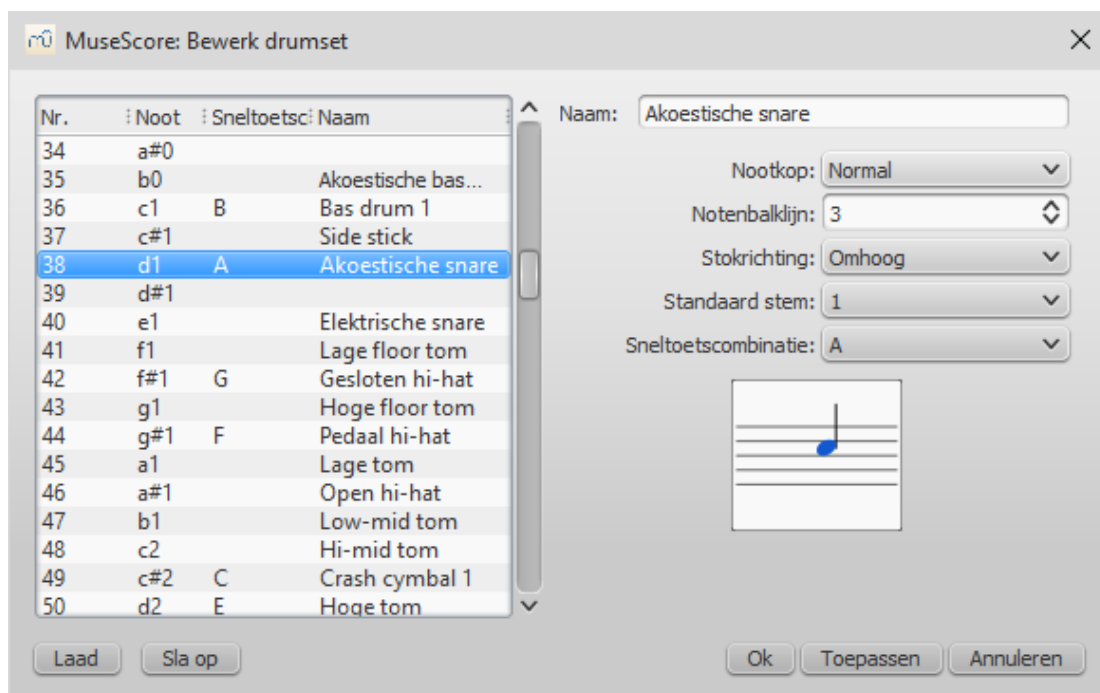 MuseScore: Bewerk drumset
Nr. Noot Sneltoetsc Naam
34 a#0
35 b0 Akoestische bas...
36 c1 B Bas drum 1
37 c#1 Side stick
38 d1 A Akoestische snare
39 d#1
40 e1 Elektrische snare
41 f1 Lage floor tom
42 f#1 G Gesloten hi-hat
43 g1 Hoge floor tom
44 g#1 F Pedaal hi-hat
45 a1 Lage tom
46 a#1 Open hi-hat
47 b1 Low-mid tom
48 c2 Hi-mid tom
49 c#2 C Crash cymbal 1
50 d2 E Hoge tom
Naam: Akoestische snare
Nootkop: Normal
Notenbalklijn: 3
Stokrichting: Omhoog
Standaard stem: 1
Sneltoetscombinatie: A
Laad Sla op Ok Toepassen Annuleren